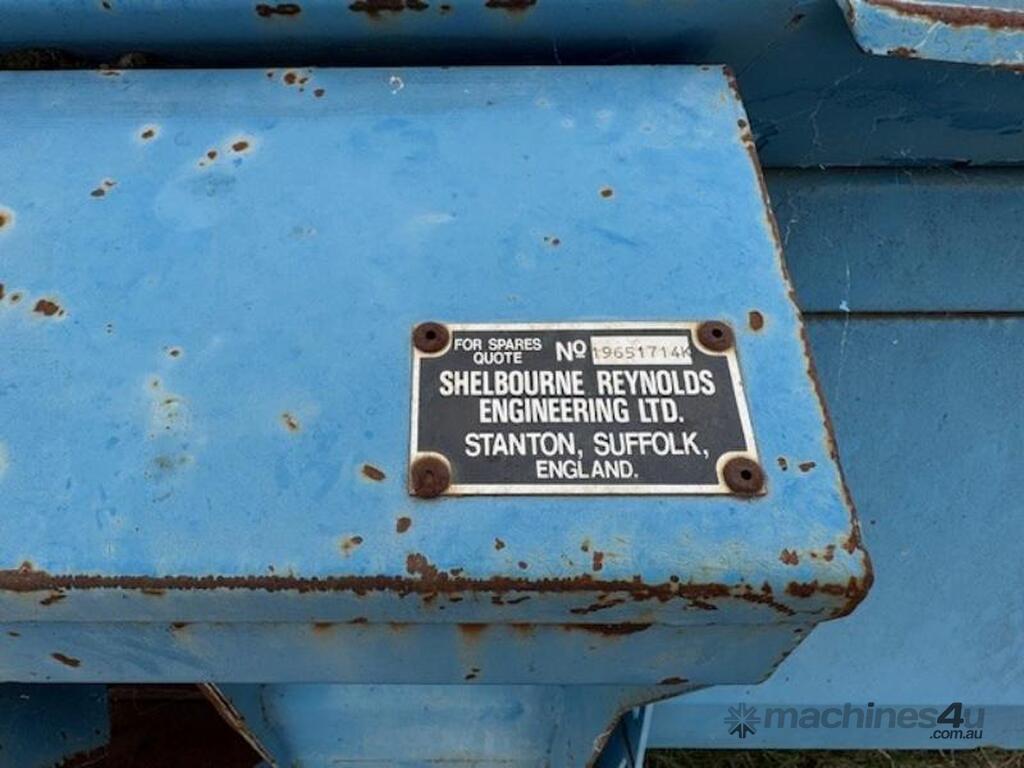 FOR SPARES
QUOTE
Nº 19651714K
SHELBOURNE REYNOLDS
ENGINEERING LTD.
STANTON, SUFFOLK,
ENGLAND.
machines4u
.com.au